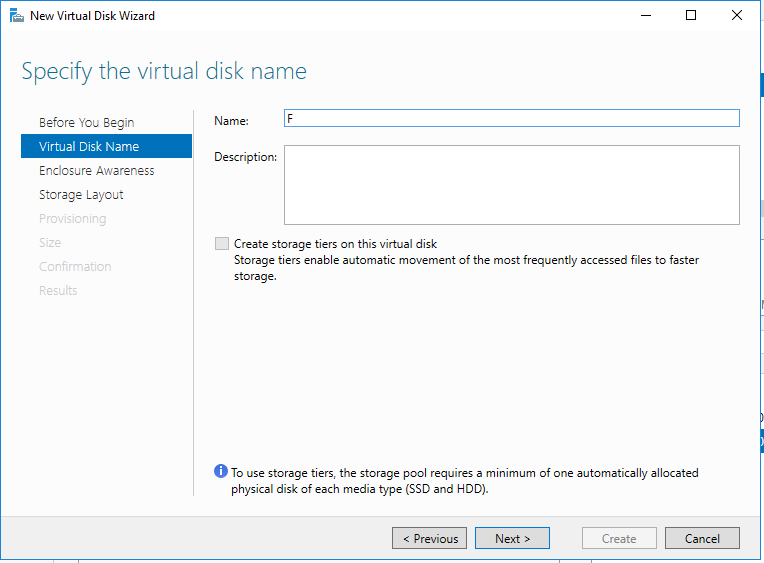 New Virtual Disk Wizard
Specify the virtual disk name
Before You Begin
Virtual Disk Name
Enclosure Awareness
Storage Layout
Provisioning
Size
Confirmation
Results
Name:
F
Description:
Create storage tiers on this virtual disk
Storage tiers enable automatic movement of the most frequently accessed files to faster
storage.
To use storage tiers, the storage pool requires a minimum of one automatically allocated
physical disk of each media type (SSD and HDD).
< Previous
Next >
Create
Cancel